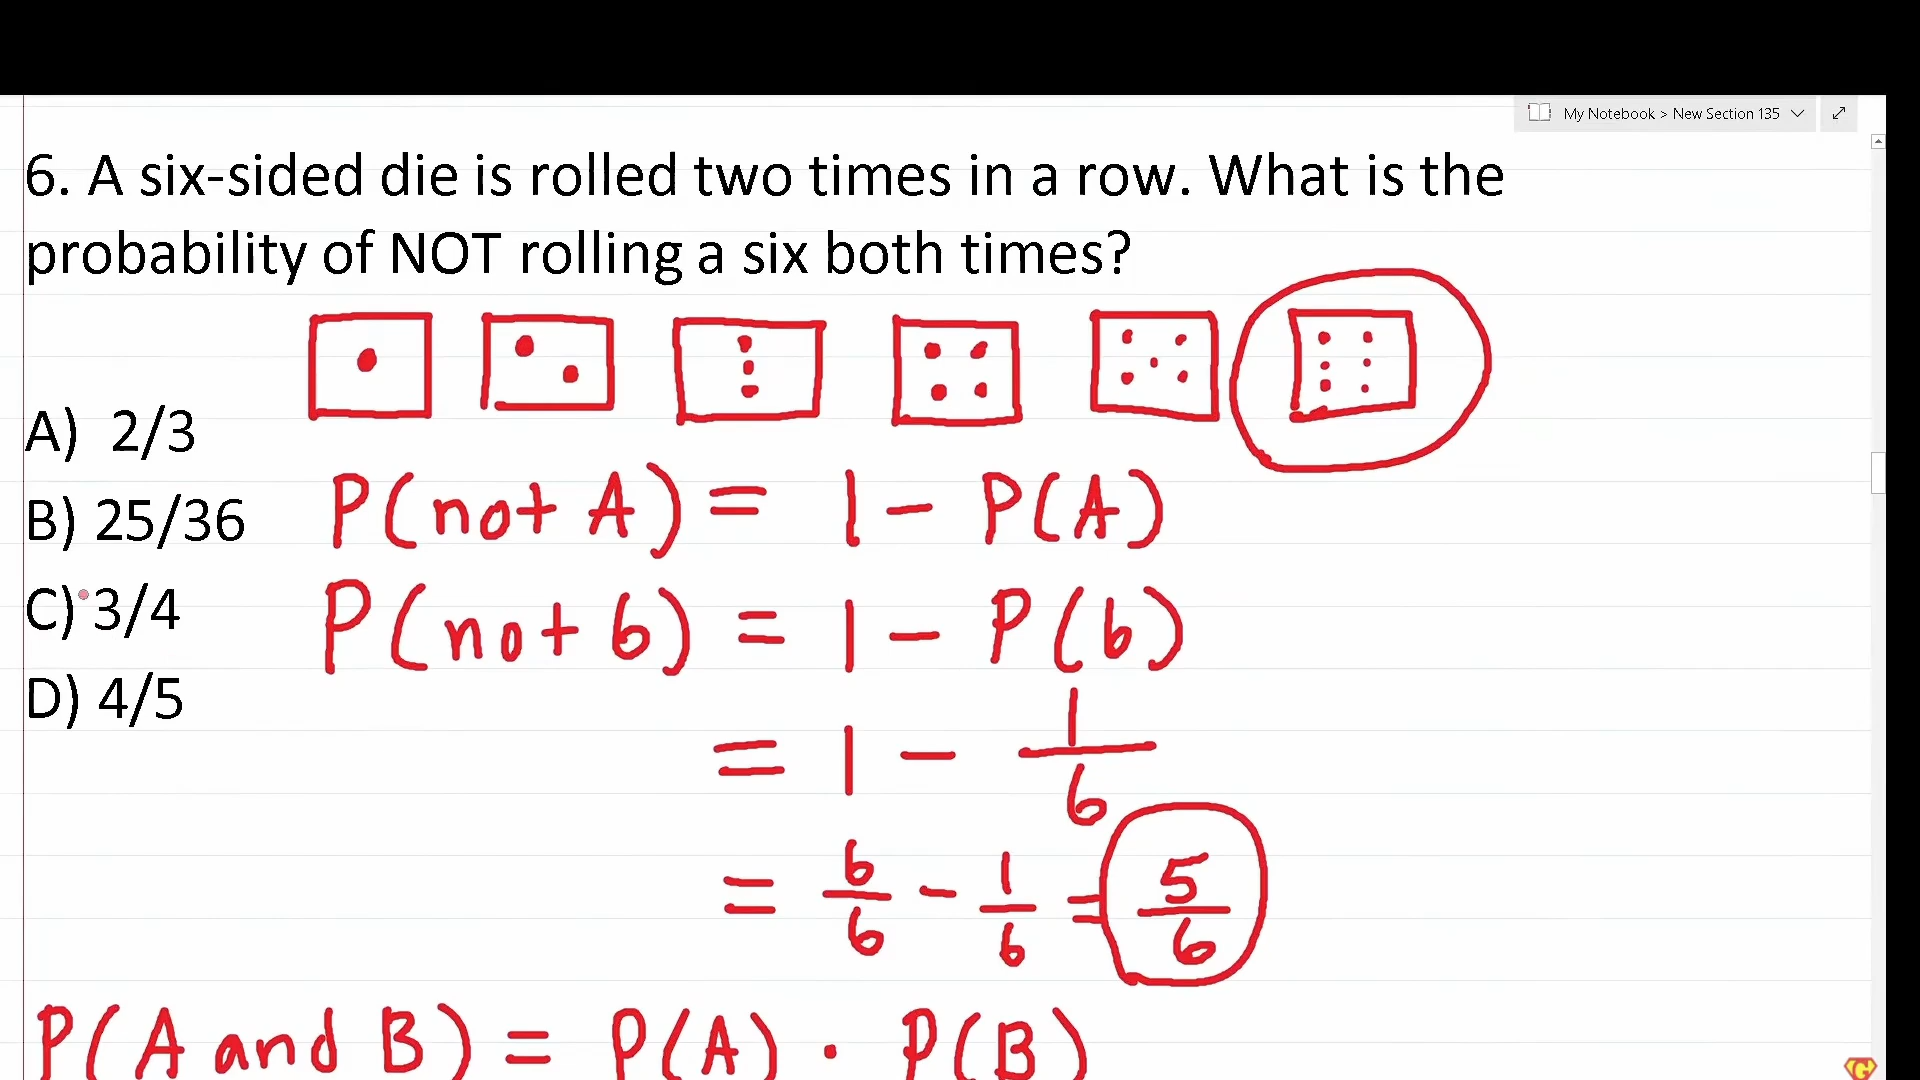 My Notebook > New Section 135
6. A six-sided die is rolled two times in a row. What is the
probability of NOT rolling a six both times?
A) 2/3
B) 25/36
C) 3/4
D) 4/5
P(not A) = 1 - P(A)
P(not 6) = 1 - P(6)
= 1 - 1/6
= 6/6 - 1/6 = 5/6
P(A and B) = P(A) · P(B)
G